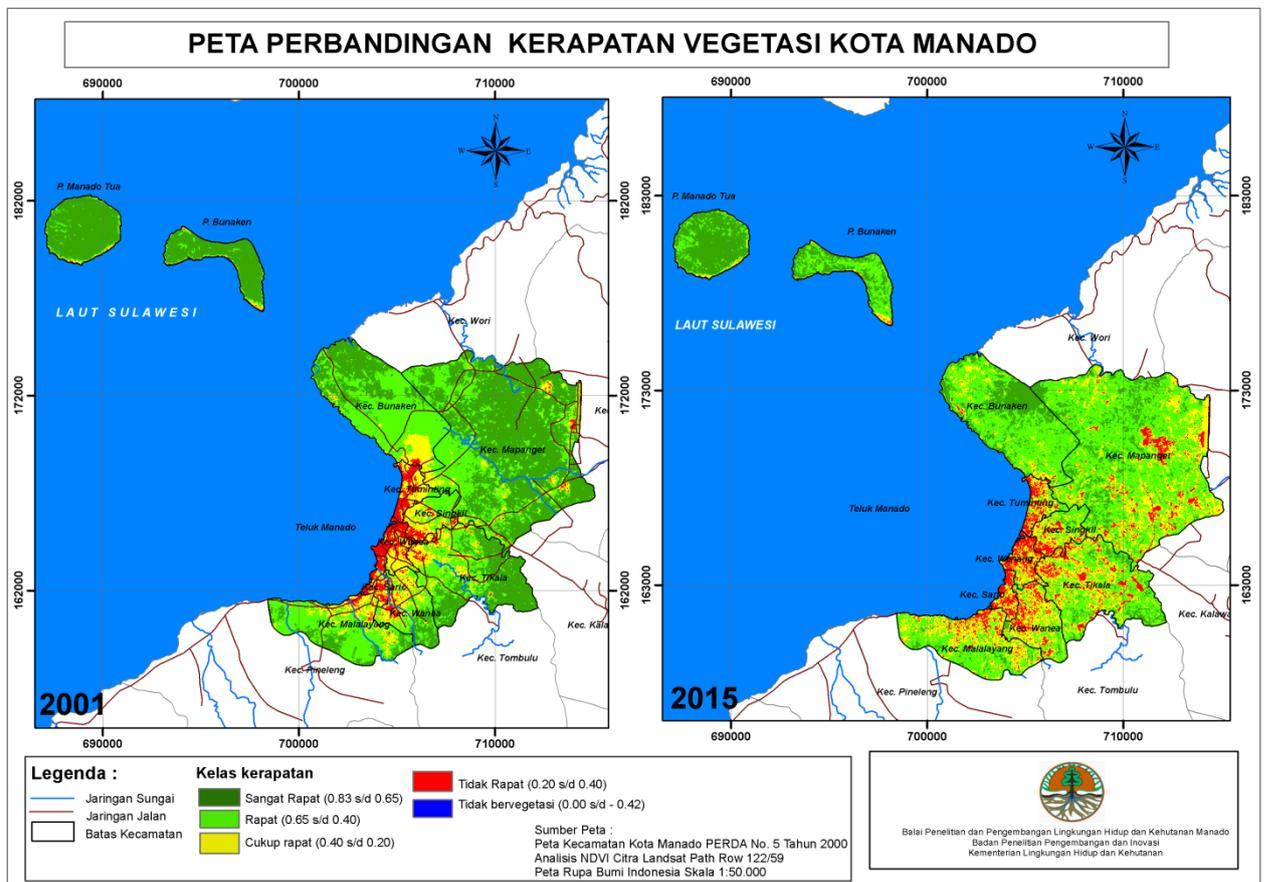 PETA PERBANDINGAN KERAPATAN VEGETASI KOTA MANADO
690000 700000 710000
690000 700000 710000
182000
172000
162000
N
W E
S
P. Manado Tua
P. Bunaken
LAUT SULAWESI
Kec. Wori
Kec. Bunaken
Kec. Mapanget
Kec. Tuminting
Kec. Singkil
Teluk Manado
Kec. Tikala
Kec. Sario
Kec. Wanea
Kec. Malalayang
Kec. Kala
Kec. Pineleng
Kec. Tombulu
2001
690000 700000 710000
183000
173000
163000
N
W E
S
P. Manado Tua
P. Bunaken
LAUT SULAWESI
Kec. Wori
Kec. Bunaken
Kec. Mapanget
Kec. Tuminting
Teluk Manado
Kec. Singkil
Kec. Wenang
Kec. Tikala
Kec. Sario
Kec. Kalawa
Kec. Wanea
Kec. Malalayang
Kec. Pineleng
Kec. Tombulu
2015
690000 700000 710000
Legenda :
Jaringan Sungai
Jaringan Jalan
Batas Kecamatan
Kelas kerapatan
Sangat Rapat (0.83 s/d 0.65)
Rapat (0.65 s/d 0.40)
Cukup rapat (0.40 s/d 0.20)
Tidak Rapat (0.20 s/d 0.40)
Tidak bervegetasi (0.00 s/d - 0.42)
Sumber Peta :
Peta Kecamatan Kota Manado PERDA No. 5 Tahun 2000
Analisis NDVI Citra Landsat Path Row 122/59
Peta Rupa Bumi Indonesia Skala 1:50.000
Balai Penelitian dan Pengembangan Lingkungan Hidup dan Kehutanan Manado
Badan Penelitian Pengembangan dan Inovasi
Kementerian Lingkungan Hidup dan Kehutanan